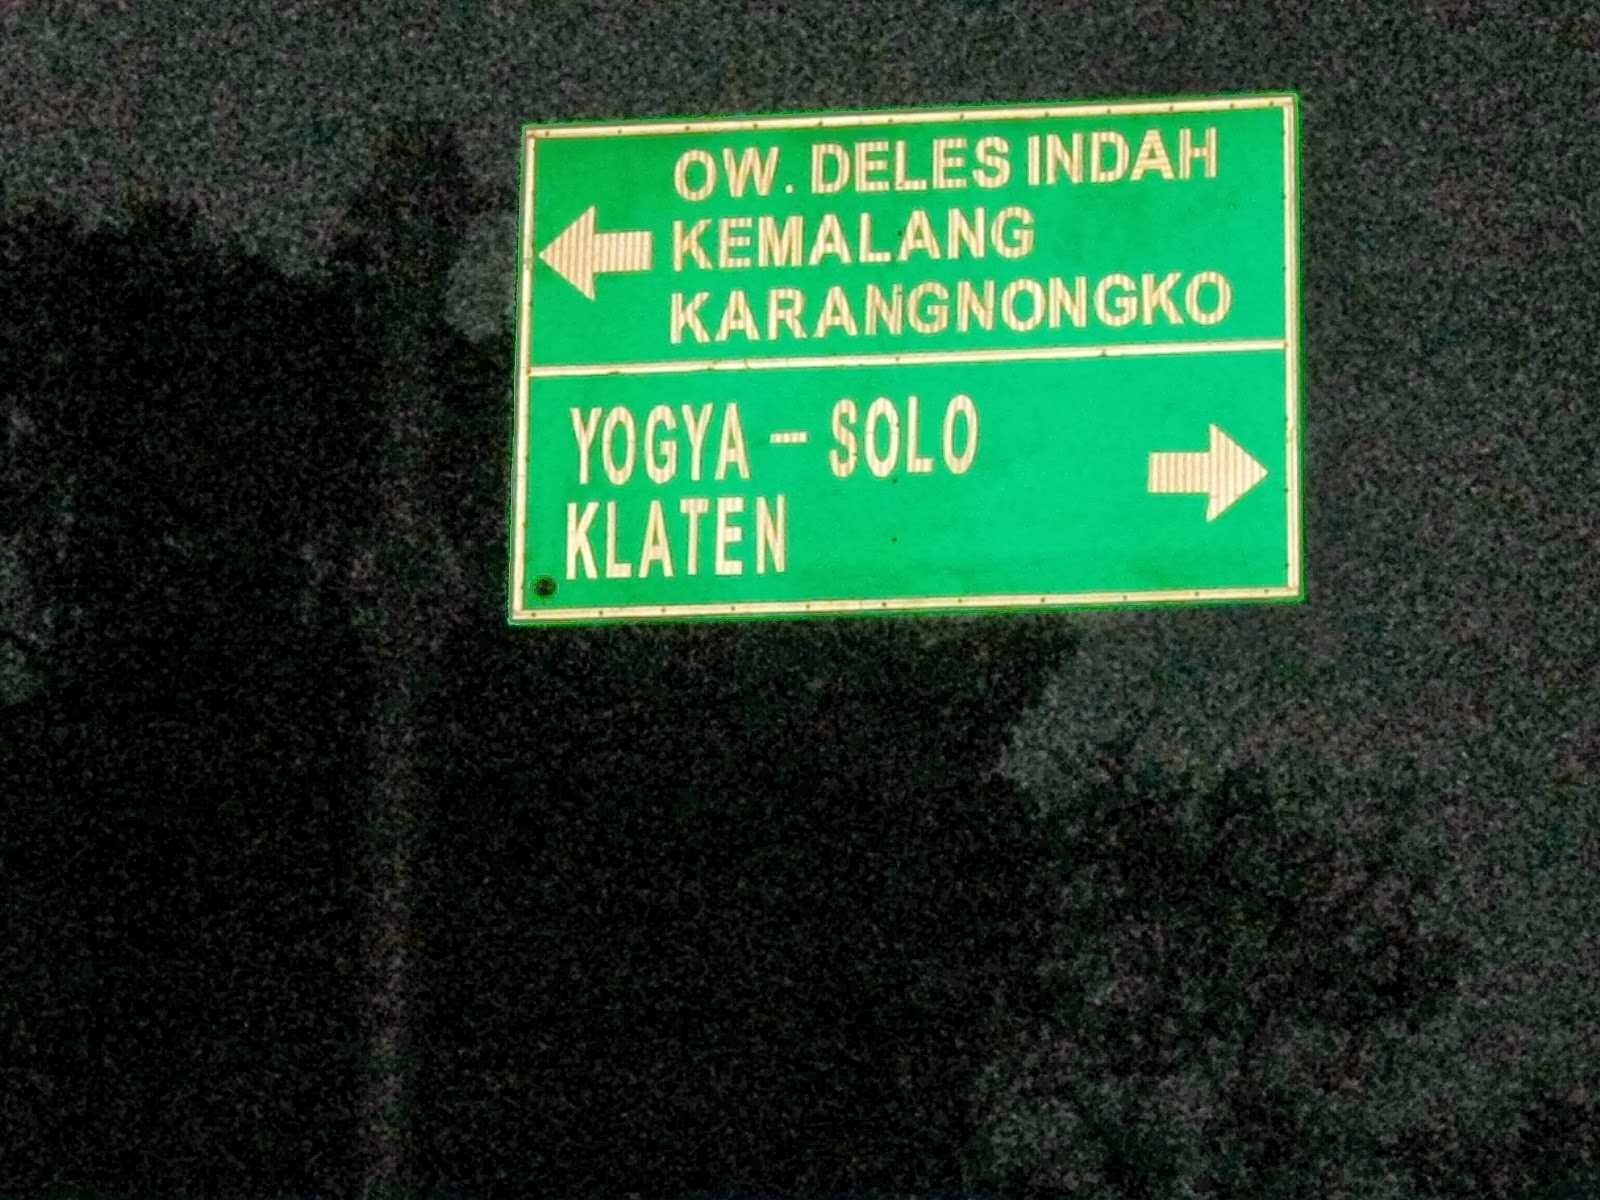 OW. DELES INDAH
KEMALANG
KARANGNONGKO
YOGYA - SOLO
KLATEN